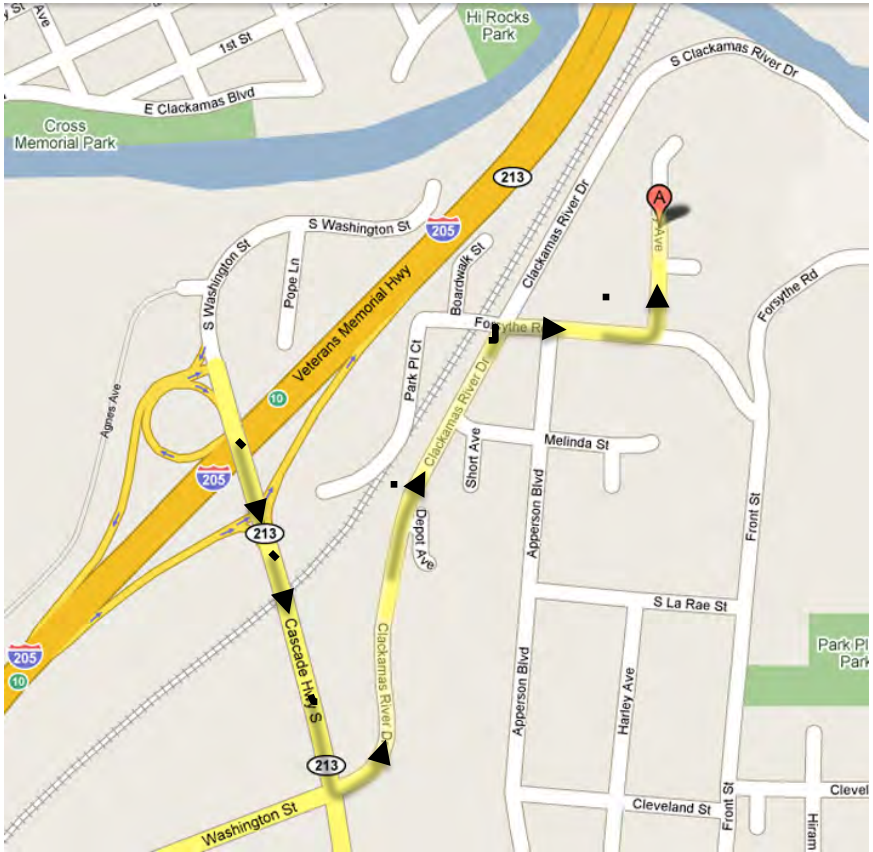 Ave
y St
1st St
Hi Rocks
Park
E Clackamas Blvd
Cross
Memorial Park
S Clackamas River Dr
213
A
Ave
S Washington St
205
Clackamas River Dr
S Washington St
Pope Ln
Boardwalk St
Forsythe Rd
Veterans Memorial Hwy
Forsythe Rd
Park Pl Ct
Agnes Ave
10
Clackamas River Dr
Short Ave
Melinda St
205
Apperson Blvd
Front St
213
Depot Ave
S La Rae St
Cascade Hwy S
Clackamas River D
205
10
Apperson Blvd
Harley Ave
Park Pl
Park
213
Washington St
Cleveland St
Front St
Clevel
Hiram